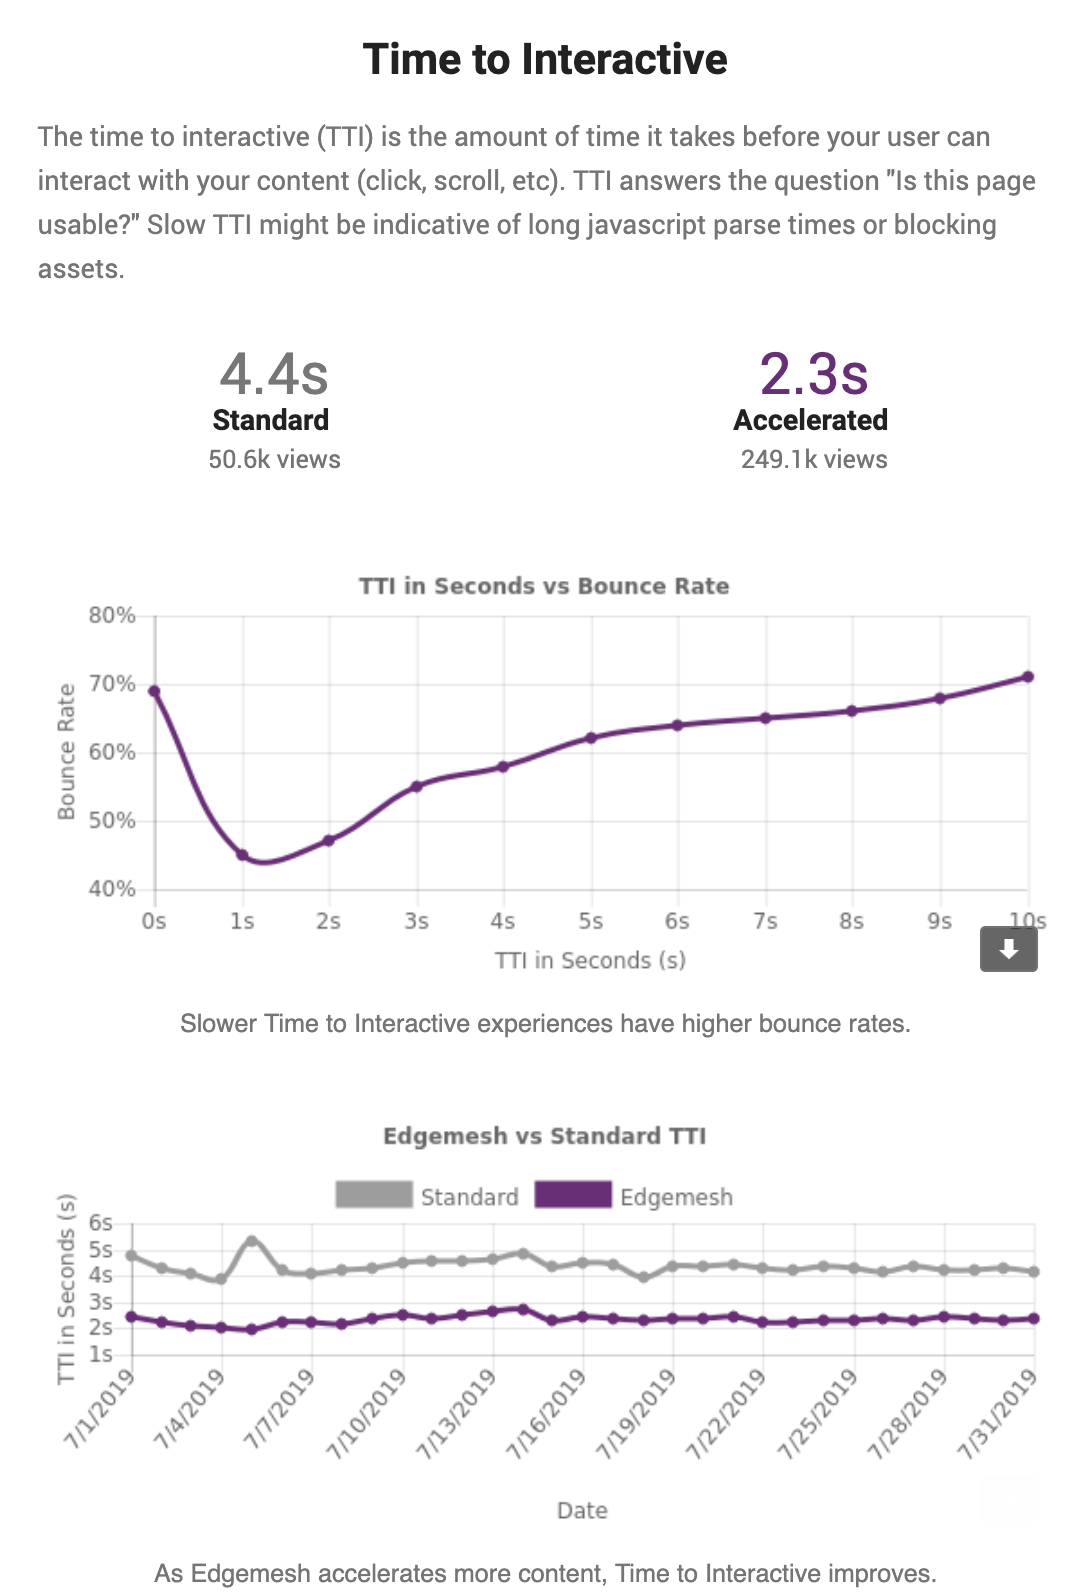 Time to Interactive
The time to interactive (TTI) is the amount of time it takes before your user can
interact with your content (click, scroll, etc). TTI answers the question "Is this page
usable?" Slow TTI might be indicative of long javascript parse times or blocking
assets.
4.4s
Standard
50.6k views
2.3s
Accelerated
249.1k views
TTI in Seconds vs Bounce Rate
Bounce Rate
80%
70%
60%
50%
40%
0s 1s 2s 3s 4s 5s 6s 7s 8s 9s 10s
TTI in Seconds (s)
Slower Time to Interactive experiences have higher bounce rates.
Edgemesh vs Standard TTI
Standard Edgemesh
TTI in Seconds (s)
6s
5s
4s
3s
2s
1s
7/1/2019 7/4/2019 7/7/2019 7/10/2019 7/13/2019 7/16/2019 7/19/2019 7/22/2019 7/25/2019 7/28/2019 7/31/2019
Date
As Edgemesh accelerates more content, Time to Interactive improves.